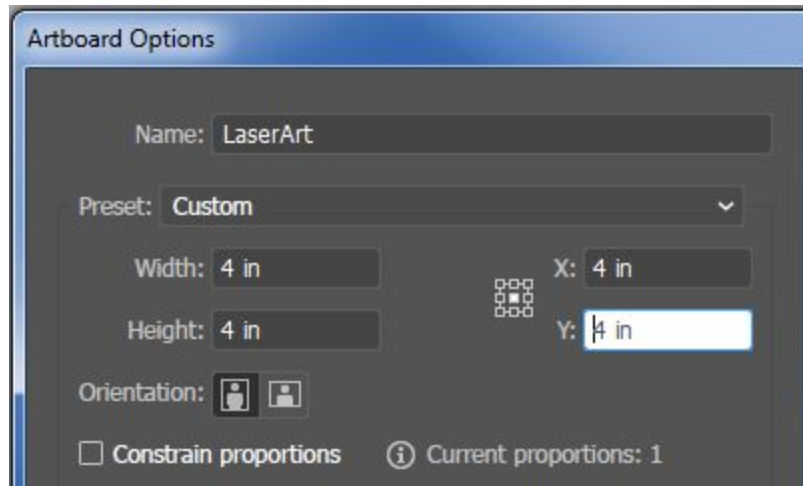 Artboard Options
Name: LaserArt
Preset: Custom
Width: 4 in X: 4 in
Height: 4 in Y: 4 in
Orientation:
Constrain proportions Current proportions: 1